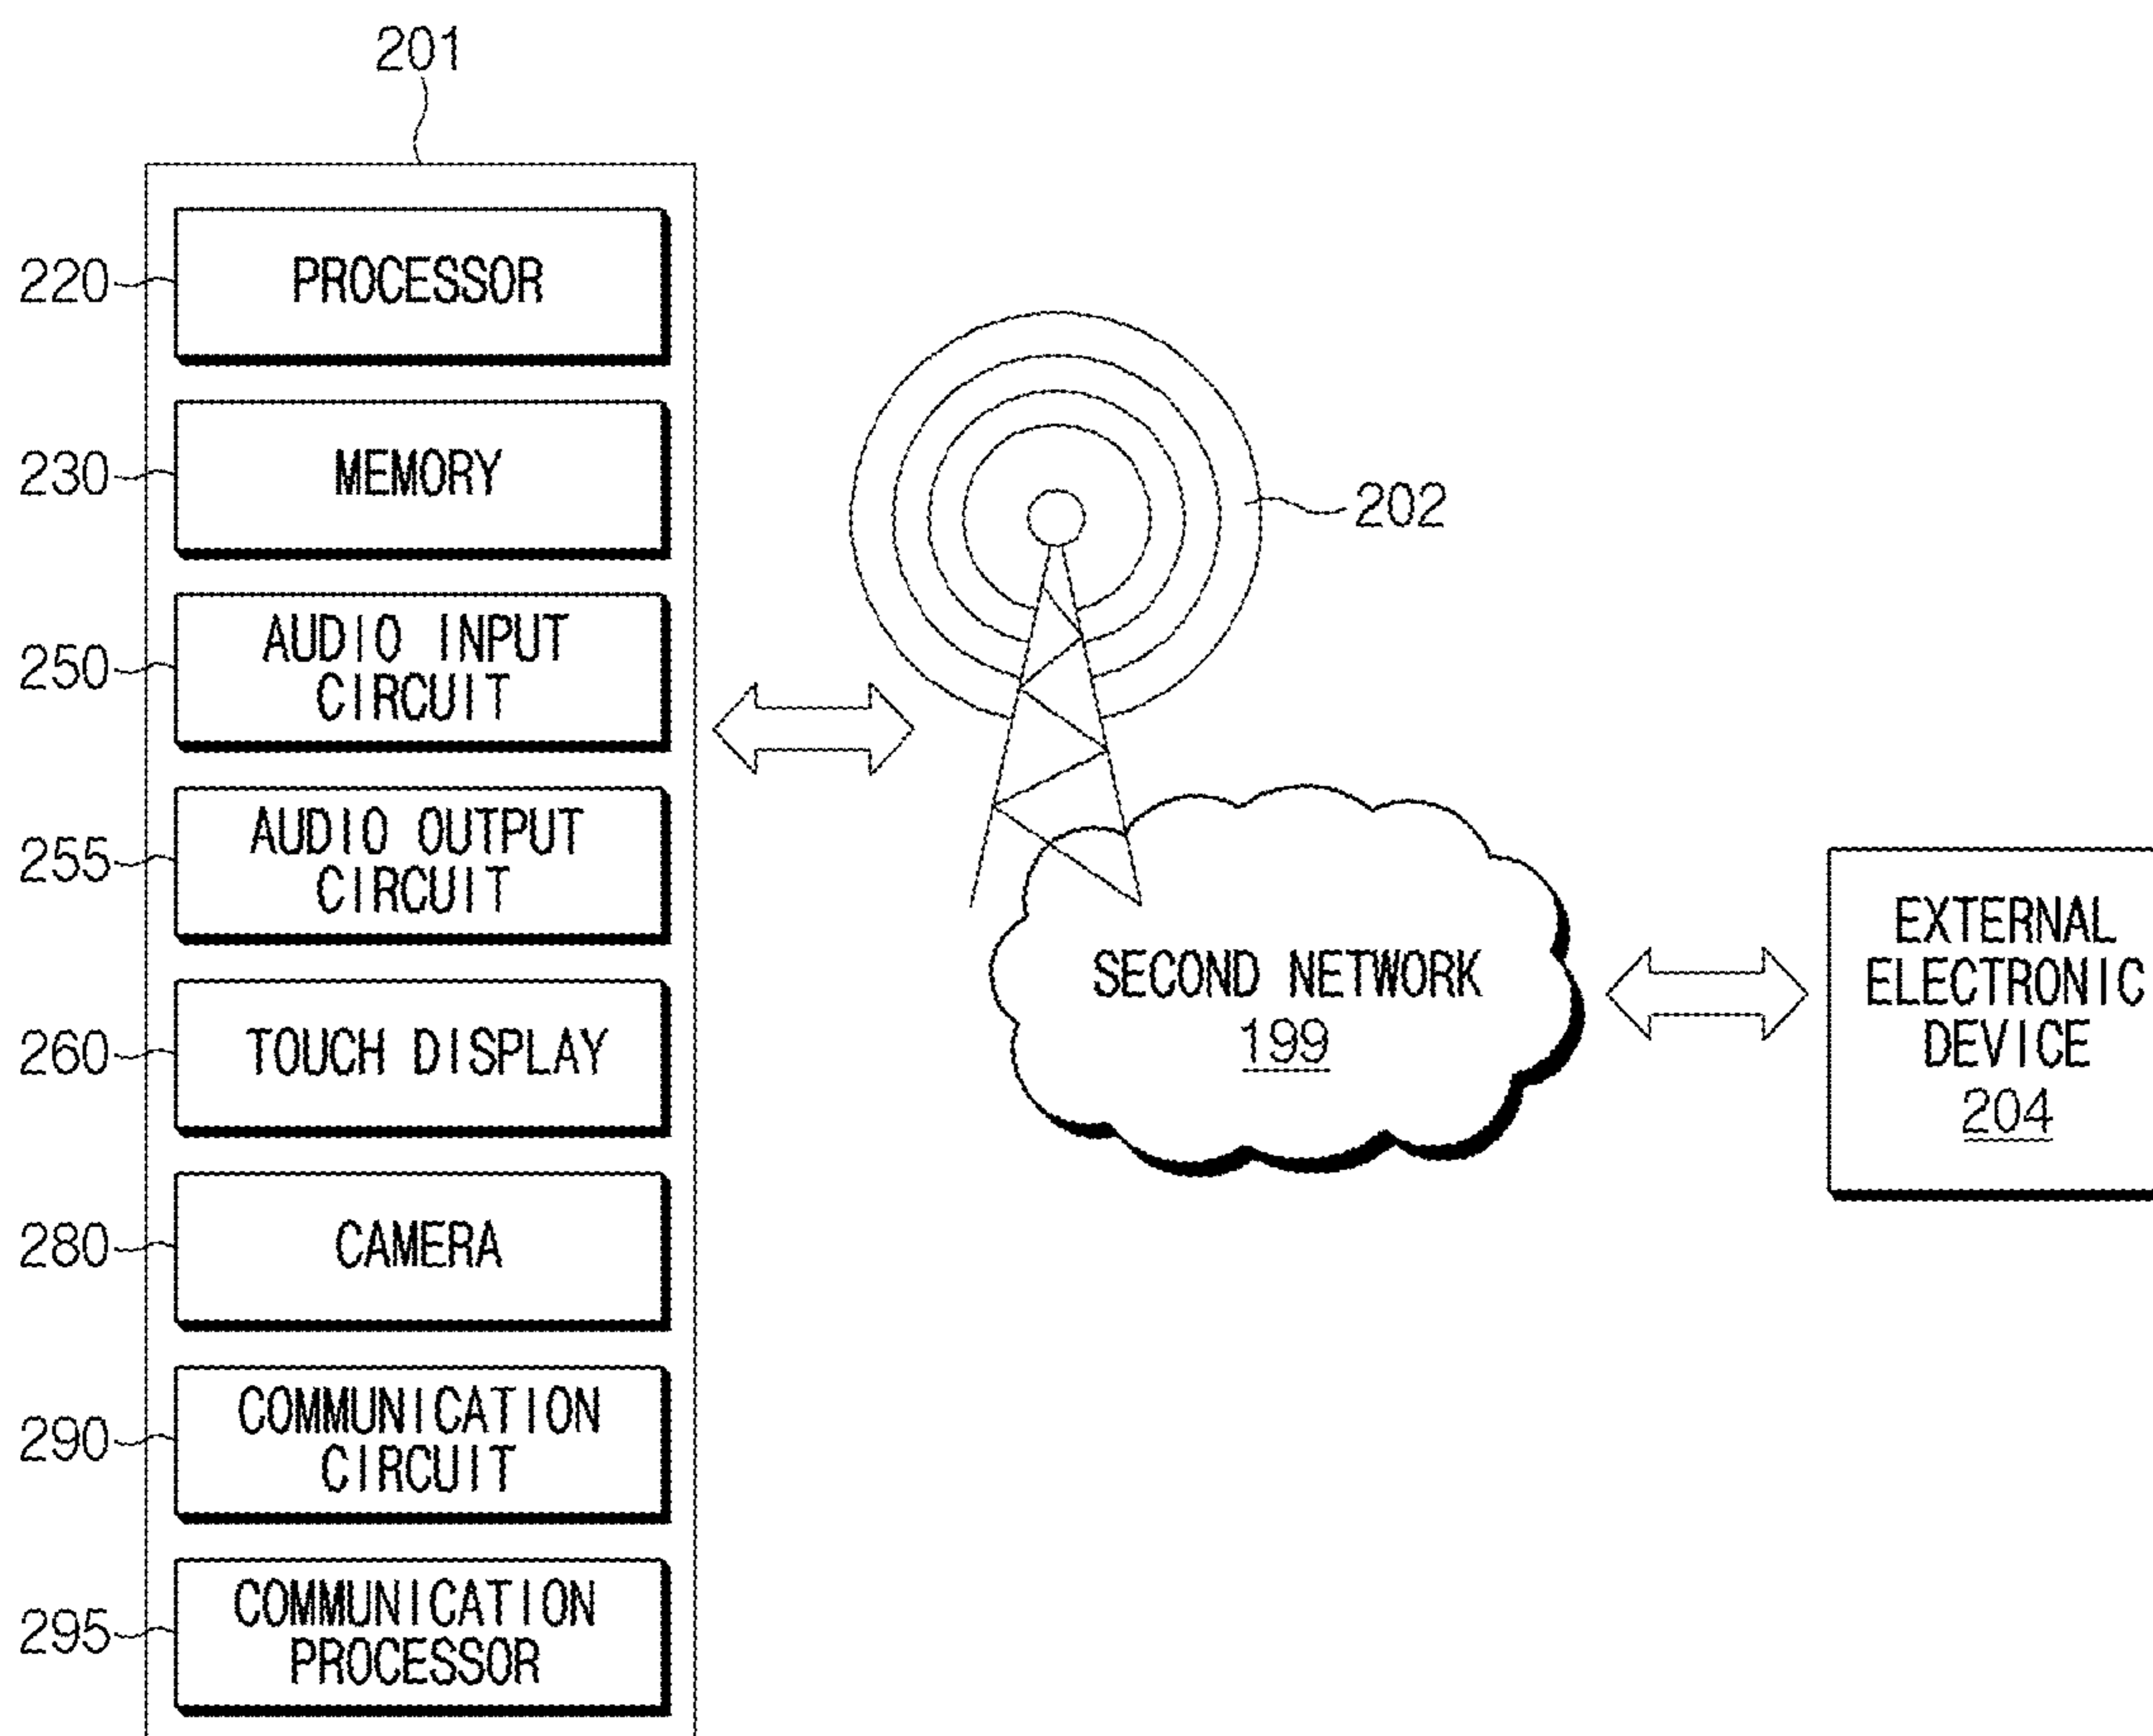 201
220
PROCESSOR
230
MEMORY
250
AUDIO INPUT
CIRCUIT
255
AUDIO OUTPUT
CIRCUIT
260
TOUCH DISPLAY
280
CAMERA
290
COMMUNICATION
CIRCUIT
295
COMMUNICATION
PROCESSOR
202
SECOND NETWORK
199
EXTERNAL
ELECTRONIC
DEVICE
204